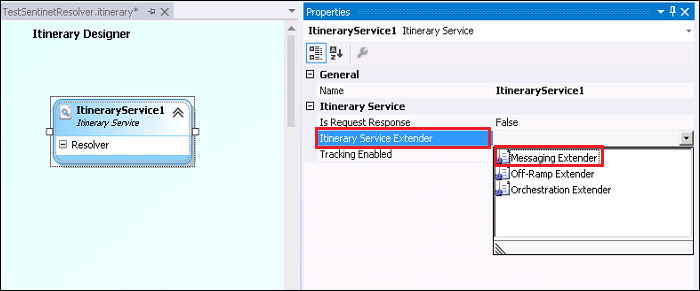 TestSentinetResolver.itinerary*
Itinerary Designer
ItineraryService1
Itinerary Service
Resolver
Properties
ItineraryService1 Itinerary Service
General
Name ItineraryService1
Itinerary Service
Is Request Response False
Itinerary Service Extender
Messaging Extender
Tracking Enabled
Off-Ramp Extender
Orchestration Extender